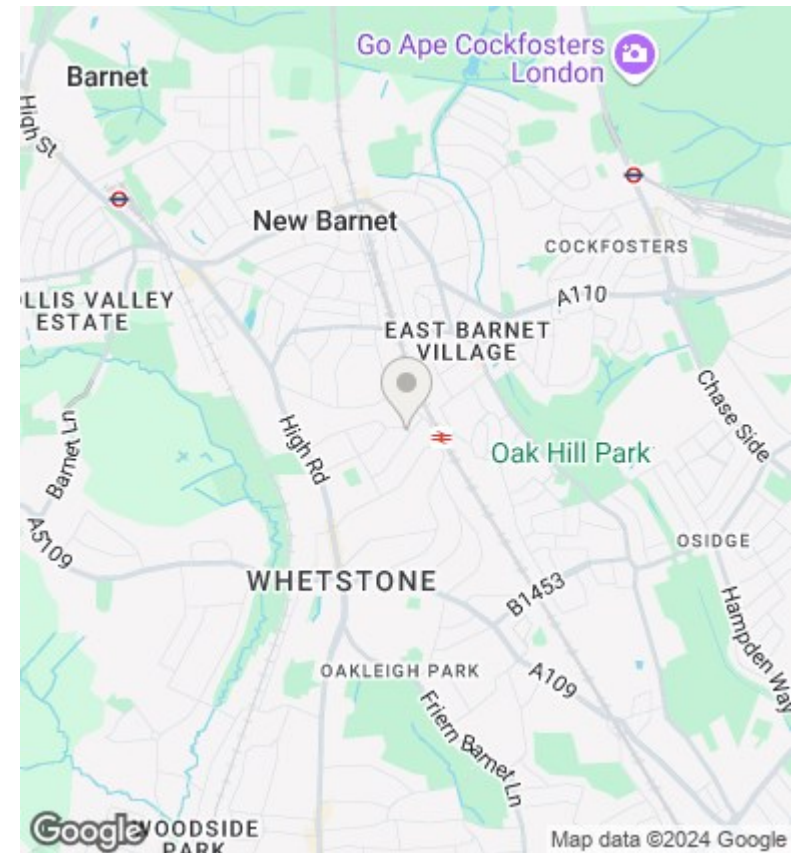 Go Ape Cockfosters
London
Barnet
High St
New Barnet
COCKFOSTERS
A110
OLLIS VALLEY
ESTATE
EAST BARNET
VILLAGE
Chase Side
High Rd
Barnet Ln
Oak Hill Park
A5109
OSIDGE
WHETSTONE
B1453
Hampden Way
OAKLEIGH PARK
A109
Friern Barnet Ln
Google
WOODSIDE
PARK
Map data ©2024 Google